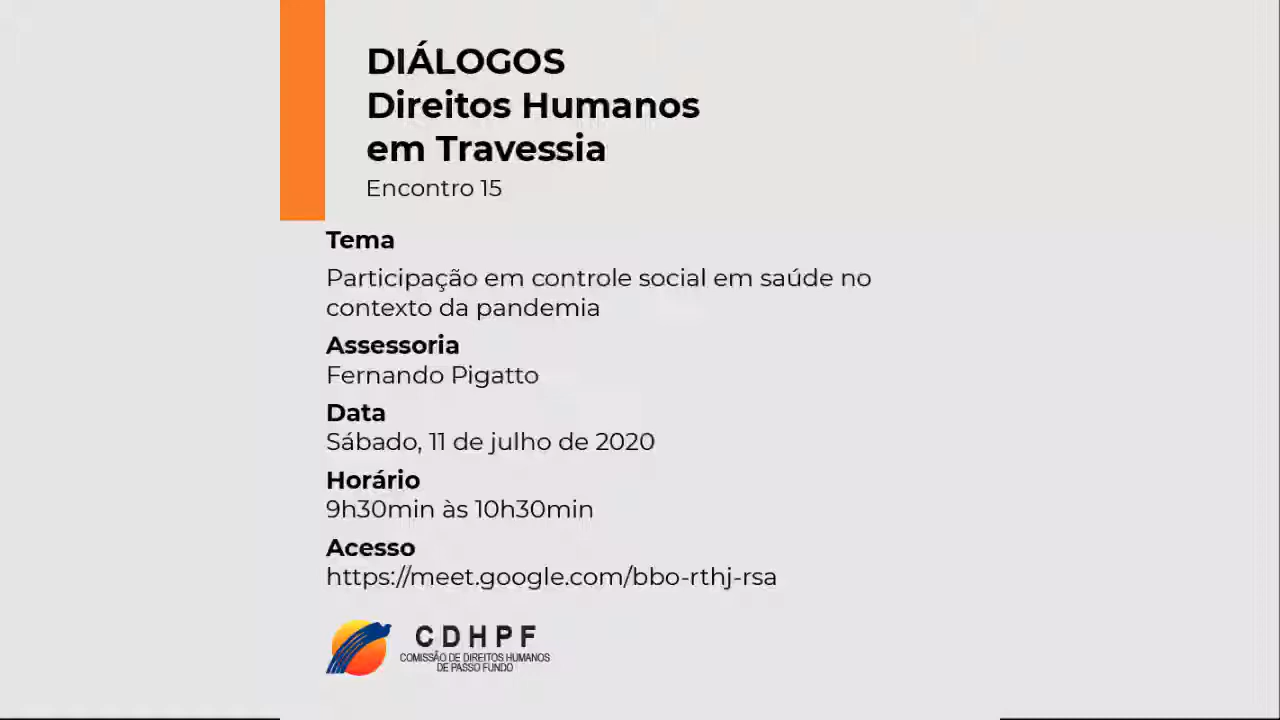 DIÁLOGOS
Direitos Humanos
em Travessia
Encontro 15
Tema
Participação em controle social em saúde no
contexto da pandemia
Assessoria
Fernando Pigatto
Data
Sábado, 11 de julho de 2020
Horário
9h30min às 10h30min
Acesso
https://meet.google.com/bbo-rthj-rsa
CDHPF
COMISSÃO DE DIREITOS HUMANOS
DE PASSO FUNDO